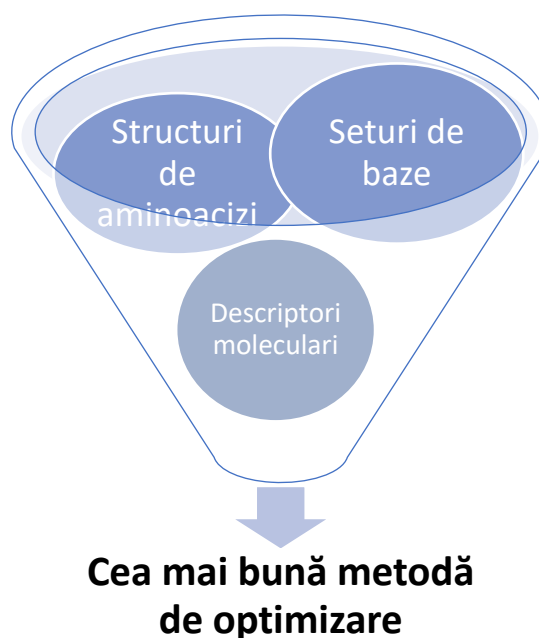 Structuri
de
aminoacizi
Seturi de
baze
Descriptori
moleculari
Cea mai bună metodă
de optimizare